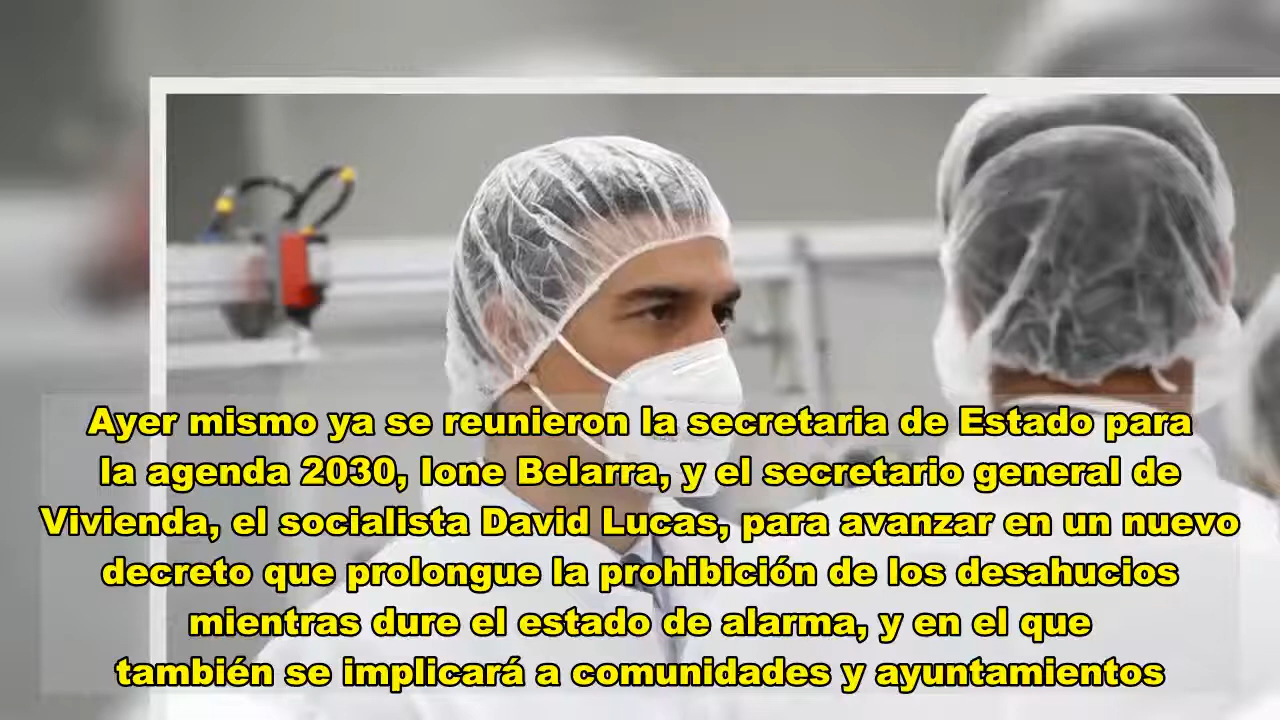 Ayer mismo ya se reunieron la secretaria de Estado para
la agenda 2030, Ione Belarra, y el secretario general de
Vivienda, el socialista David Lucas, para avanzar en un nuevo
decreto que prolongue la prohibición de los desahucios
mientras dure el estado de alarma, y en el que
también se implicará a comunidades y ayuntamientos